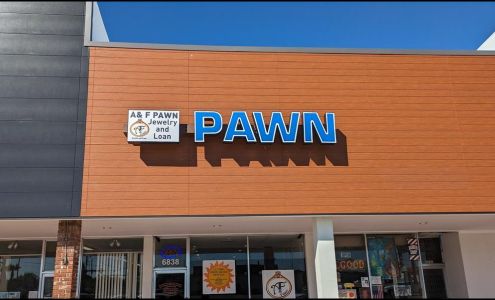 A & F PAWN
Jewelry
and
Loan
PAWN
6838
GOOD